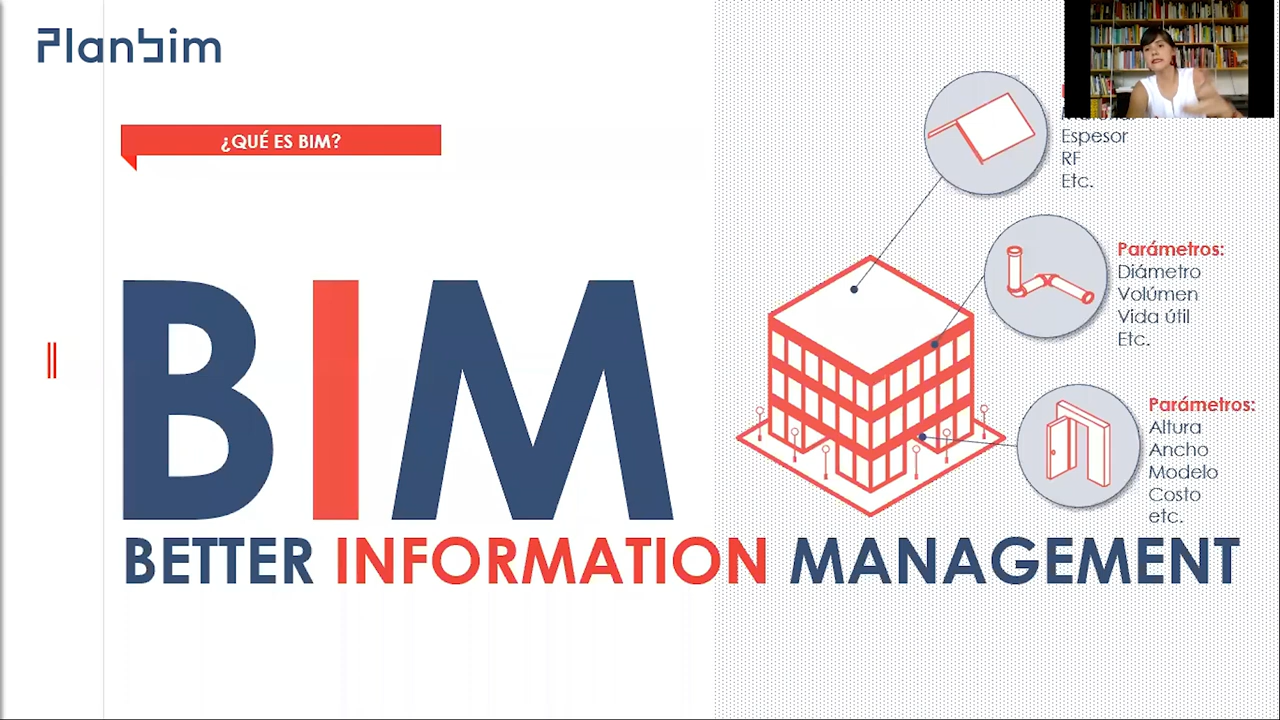 Planbim
¿QUÉ ES BIM?
BIM
BETTER INFORMATION MANAGEMENT
Espesor
RF
Etc.
Parámetros:
Diámetro
Volúmen
Vida útil
Etc.
Parámetros:
Altura
Ancho
Modelo
Costo
etc.